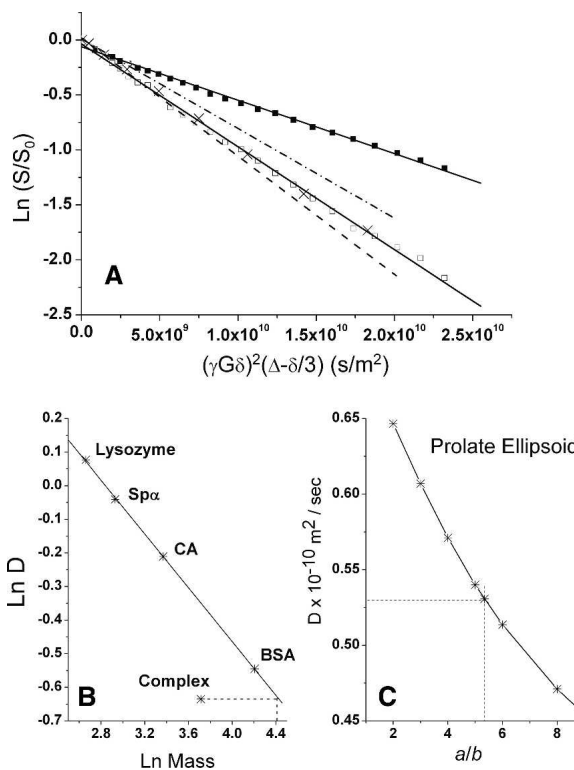 0.0
-0.5
-1.0
-1.5
-2.0
-2.5
Ln (S/S₀)
A
0.0 5.0x10⁹ 1.0x10¹⁰ 1.5x10¹⁰ 2.0x10¹⁰ 2.5x10¹⁰
(γGδ)²(Δ-δ/3) (s/m²)
0.2
0.1
0.0
-0.1
-0.2
-0.3
-0.4
-0.5
-0.6
-0.7
Ln D
Lysozyme
Spα
CA
BSA
Complex
B
2.8 3.2 3.6 4.0 4.4
Ln Mass
0.65
0.60
0.55
0.50
0.45
D x 10⁻¹⁰ m² / sec
Prolate Ellipsoid
C
2 4 6 8
a/b